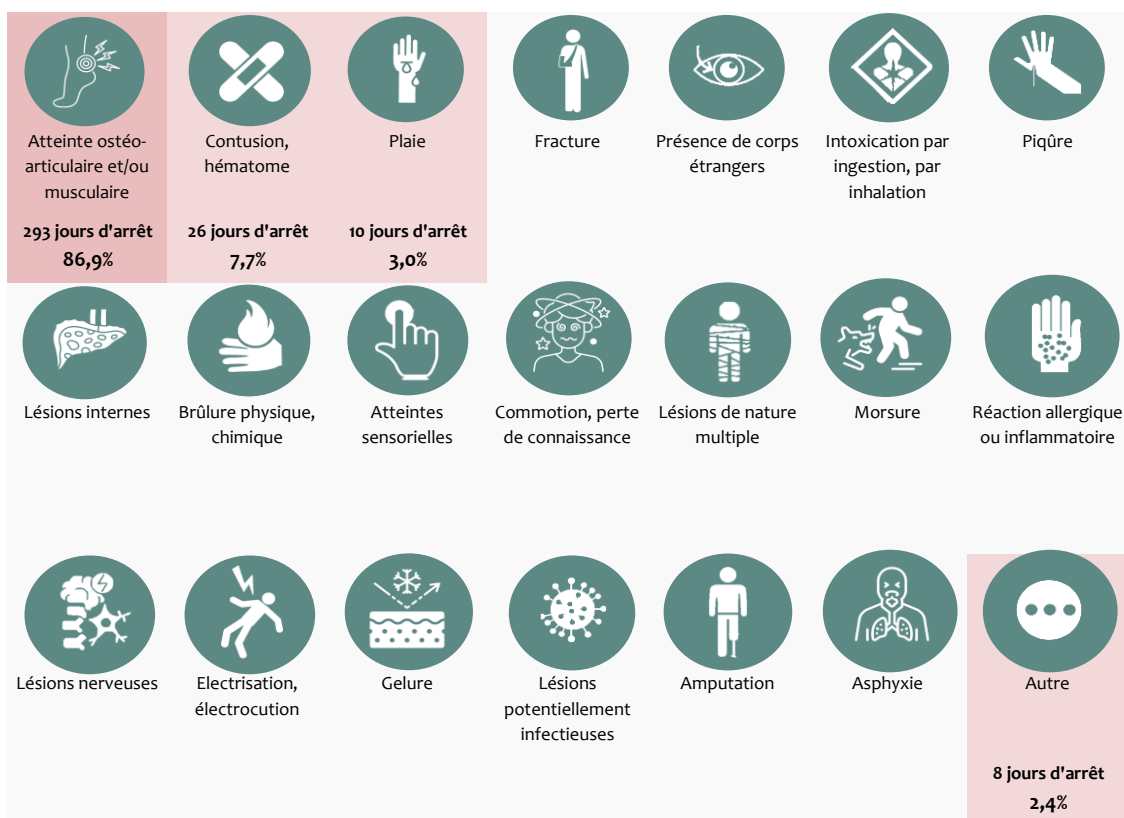 Atteinte ostéo-
articulaire et/ou
musculaire
293 jours d'arrêt
86,9%
Contusion,
hématome
26 jours d'arrêt
7,7%
Plaie
10 jours d'arrêt
3,0%
Fracture
Présence de corps
étrangers
Intoxication par
ingestion, par
inhalation
Piqûre
Lésions internes
Brûlure physique,
chimique
Atteintes
sensorielles
Commotion, perte
de connaissance
Lésions de nature
multiple
Morsure
Réaction allergique
ou inflammatoire
Lésions nerveuses
Electrisation,
électrocution
Gelure
Lésions
potentiellement
infectieuses
Amputation
Asphyxie
Autre
8 jours d'arrêt
2,4%